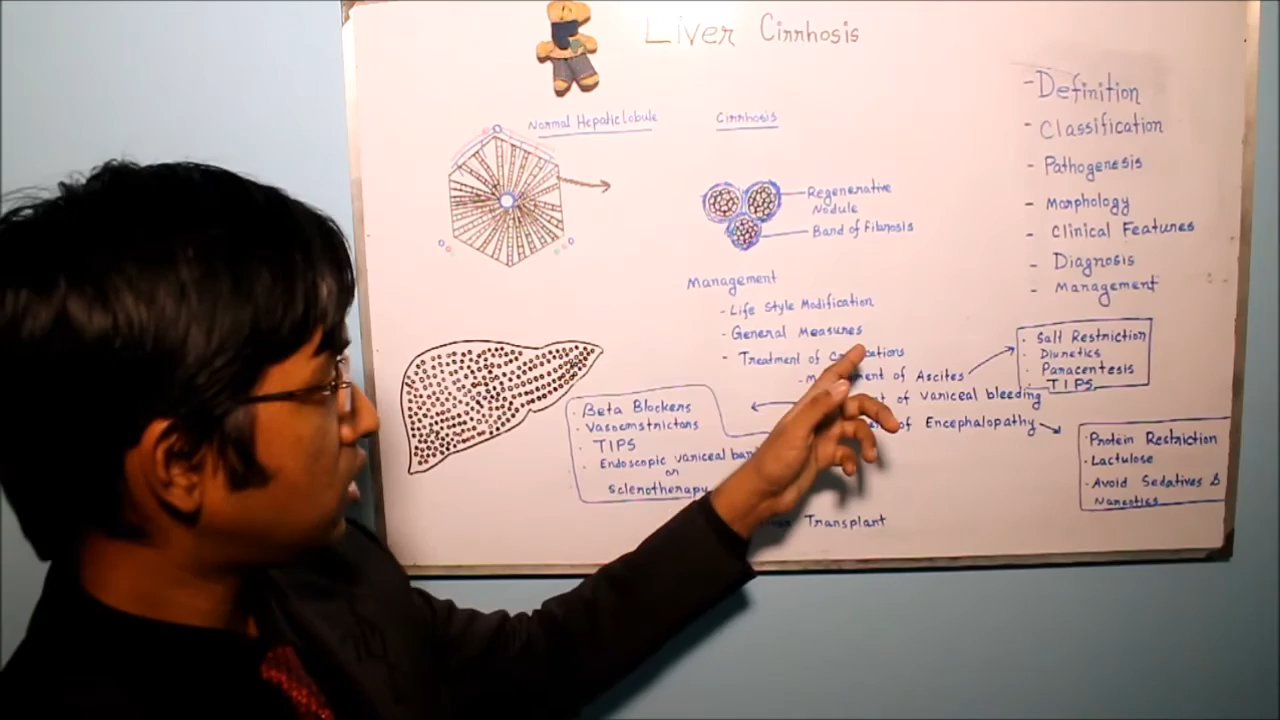 Liver Cirrhosis
Normal Hepatic Lobule
Cirrhosis
Regenerative
Nodule
Band of Fibrosis
Management
- Life Style Modification
- General Measures
- Treatment of
of Ascites
of variceal bleeding
of Encephalopathy
Transplant
· Beta Blockers
· Vasoconstrictors
· TIPS
· Endoscopic variceal
or
sclerotherapy
- Definition
- Classification
- Pathogenesis
- Morphology
- Clinical Features
- Diagnosis
- Management
· Salt Restriction
· Diuretics
· Paracentesis
· TIPS
· Protein Restriction
· Lactulose
· Avoid Sedatives &
Narcotics